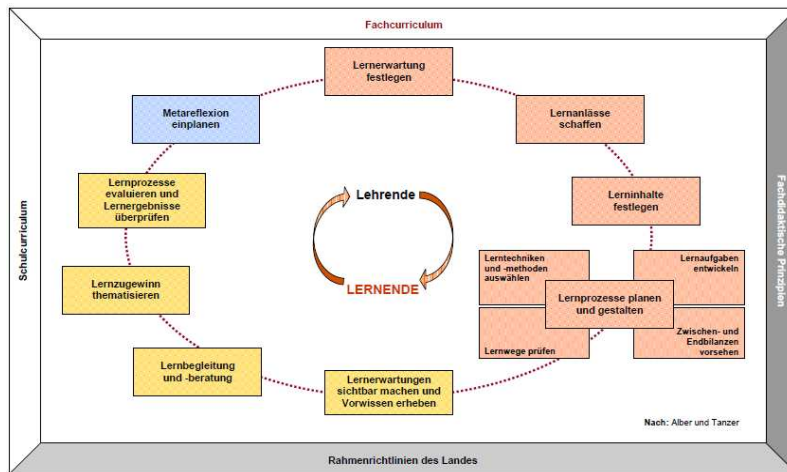 Fachcurriculum
Lernerwartung
festlegen
Metareflexion
einplanen
Lernanlässe
schaffen
Lernprozesse
evaluieren und
Lernergebnisse
überprüfen
Lerninhalte
festlegen
Lehrende
LERNENDE
Lerntechniken
und -methoden
auswählen
Lernaufgaben
entwickeln
Lernprozesse planen
und gestalten
Lernwege prüfen
Zwischen- und
Endbilanzen
vorsehen
Lernzugewinn
thematisieren
Lernbegleitung
und -beratung
Lernerwartungen
sichtbar machen und
Vorwissen erheben
Nach: Alber und Tanzer
Schulcurriculum
Fachdidaktische Prinzipien
Rahmenrichtlinien des Landes